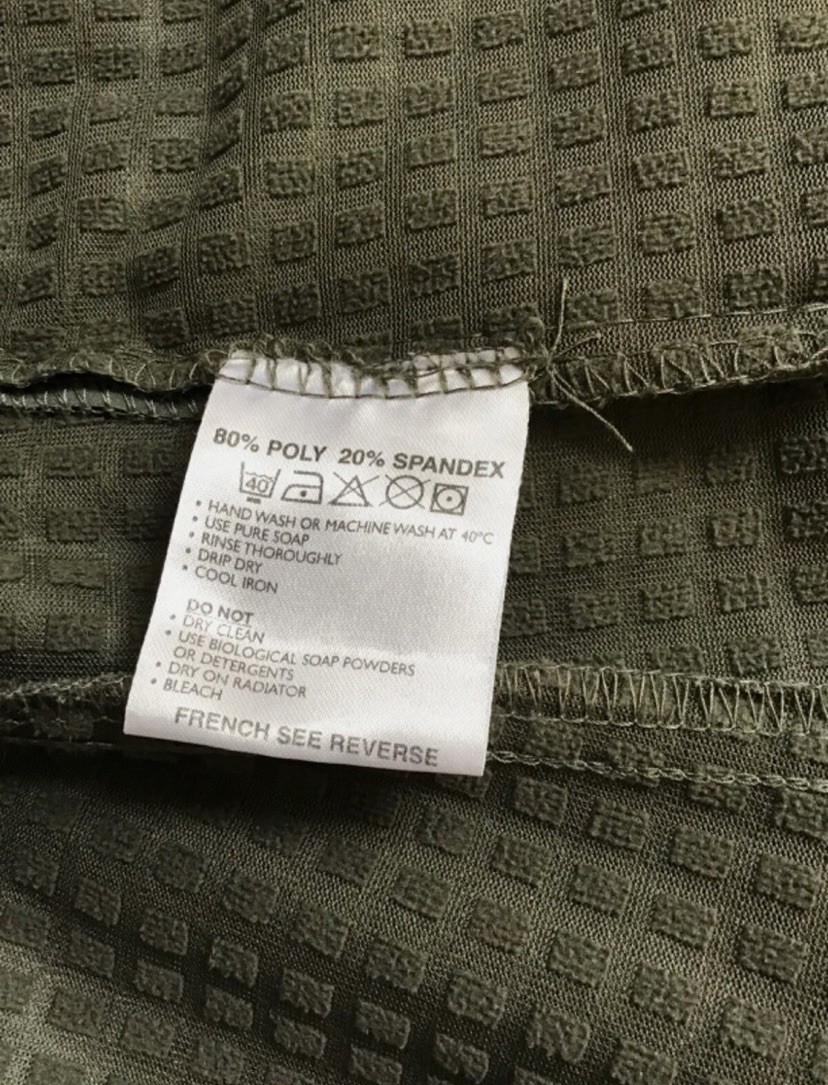 80% POLY 20% SPANDEX
40
• HAND WASH OR MACHINE WASH AT 40°C
• USE PURE SOAP
• RINSE THOROUGHLY
• DRIP DRY
• COOL IRON
DO NOT
• DRY CLEAN
• USE BIOLOGICAL SOAP POWDERS
OR DETERGENTS
• DRY ON RADIATOR
• BLEACH
FRENCH SEE REVERSE